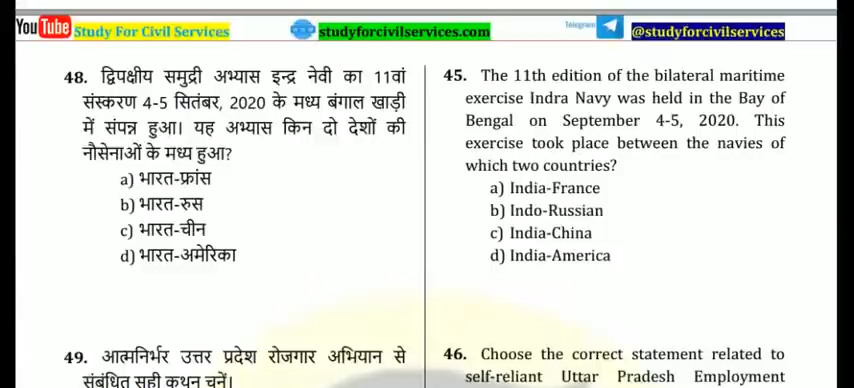 YouTube Study For Civil Services
studyforcivilservices.com
Telegram @studyforcivilservices
48. द्विपक्षीय समुद्री अभ्यास इन्द्र नेवी का 11वां
संस्करण 4-5 सितंबर, 2020 के मध्य बंगाल खाड़ी
में संपन्न हुआ। यह अभ्यास किन दो देशों की
नौसेनाओं के मध्य हुआ?
a) भारत-फ्रांस
b) भारत-रुस
c) भारत-चीन
d) भारत-अमेरिका
49. आत्मनिर्भर उत्तर प्रदेश रोजगार अभियान से
संबंधित सही कथन चुनें।
45. The 11th edition of the bilateral maritime
exercise Indra Navy was held in the Bay of
Bengal on September 4-5, 2020. This
exercise took place between the navies of
which two countries?
a) India-France
b) Indo-Russian
c) India-China
d) India-America
46. Choose the correct statement related to
self-reliant Uttar Pradesh Employment